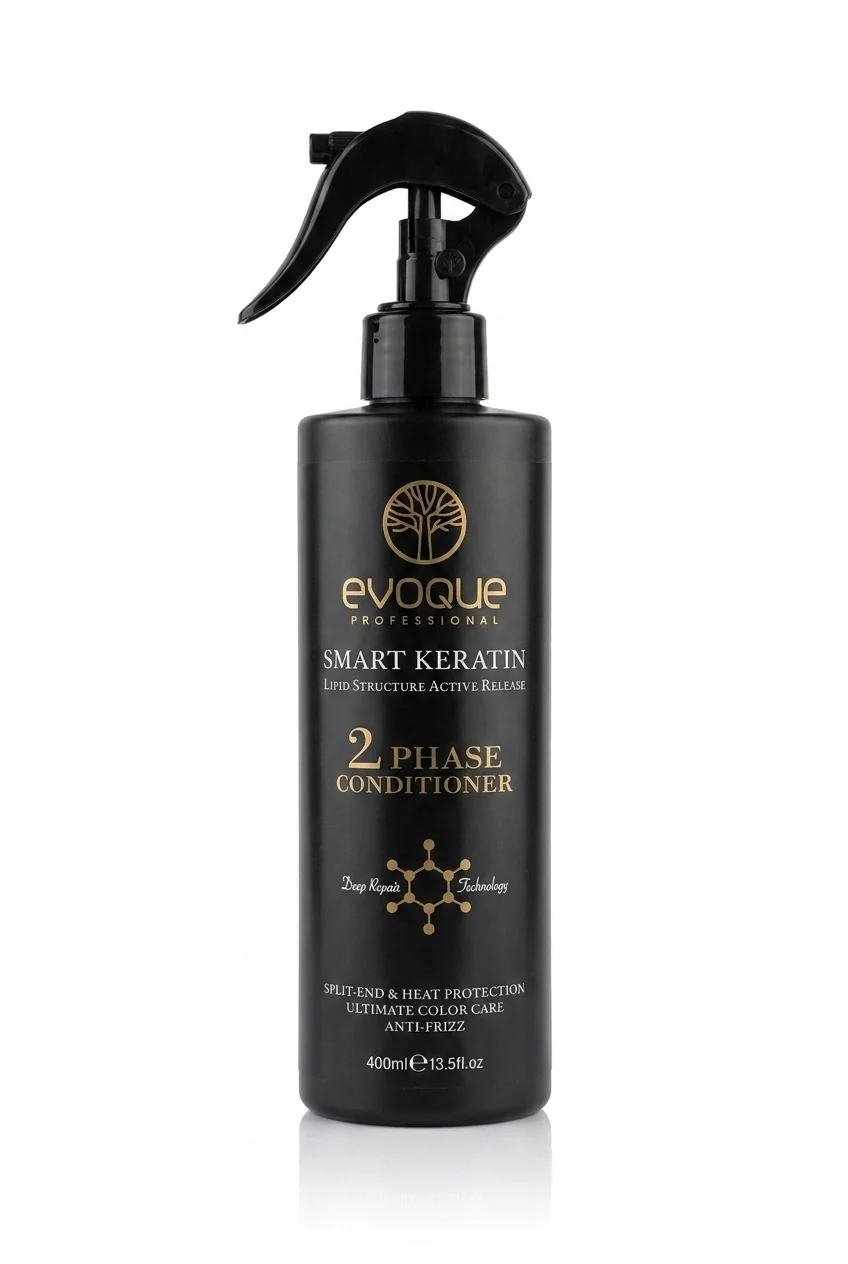 evoque
PROFESSIONAL
SMART KERATIN
LIPID STRUCTURE ACTIVE RELEASE
2 PHASE
CONDITIONER
Deep Repair Technology
SPLIT-END & HEAT PROTECTION
ULTIMATE COLOR CARE
ANTI-FRIZZ
400ml℮13.5fl.oz